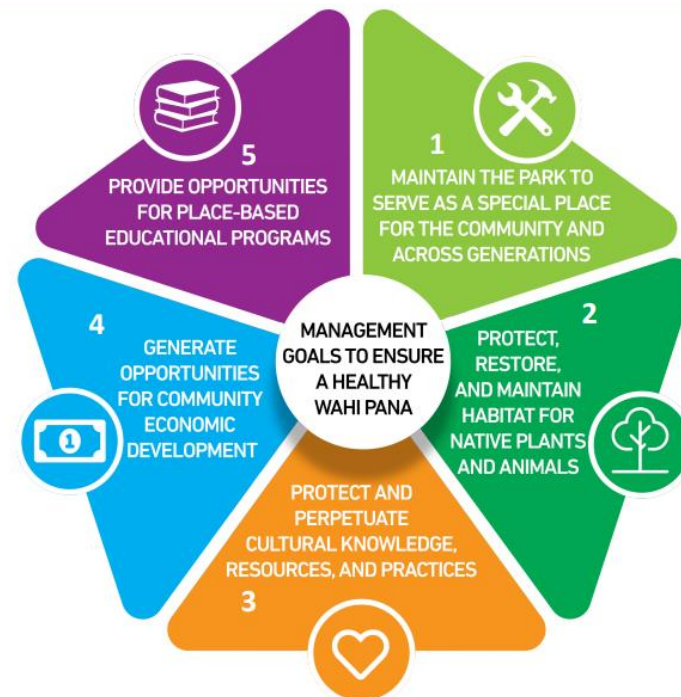 MANAGEMENT
GOALS TO ENSURE
A HEALTHY
WAHI PANA
1
MAINTAIN THE PARK TO
SERVE AS A SPECIAL PLACE
FOR THE COMMUNITY AND
ACROSS GENERATIONS
2
PROTECT,
RESTORE,
AND MAINTAIN
HABITAT FOR
NATIVE PLANTS
AND ANIMALS
PROTECT AND
PERPETUATE
CULTURAL KNOWLEDGE,
RESOURCES, AND PRACTICES
3
4
GENERATE
OPPORTUNITIES
FOR COMMUNITY
ECONOMIC
DEVELOPMENT
1
5
PROVIDE OPPORTUNITIES
FOR PLACE-BASED
EDUCATIONAL PROGRAMS